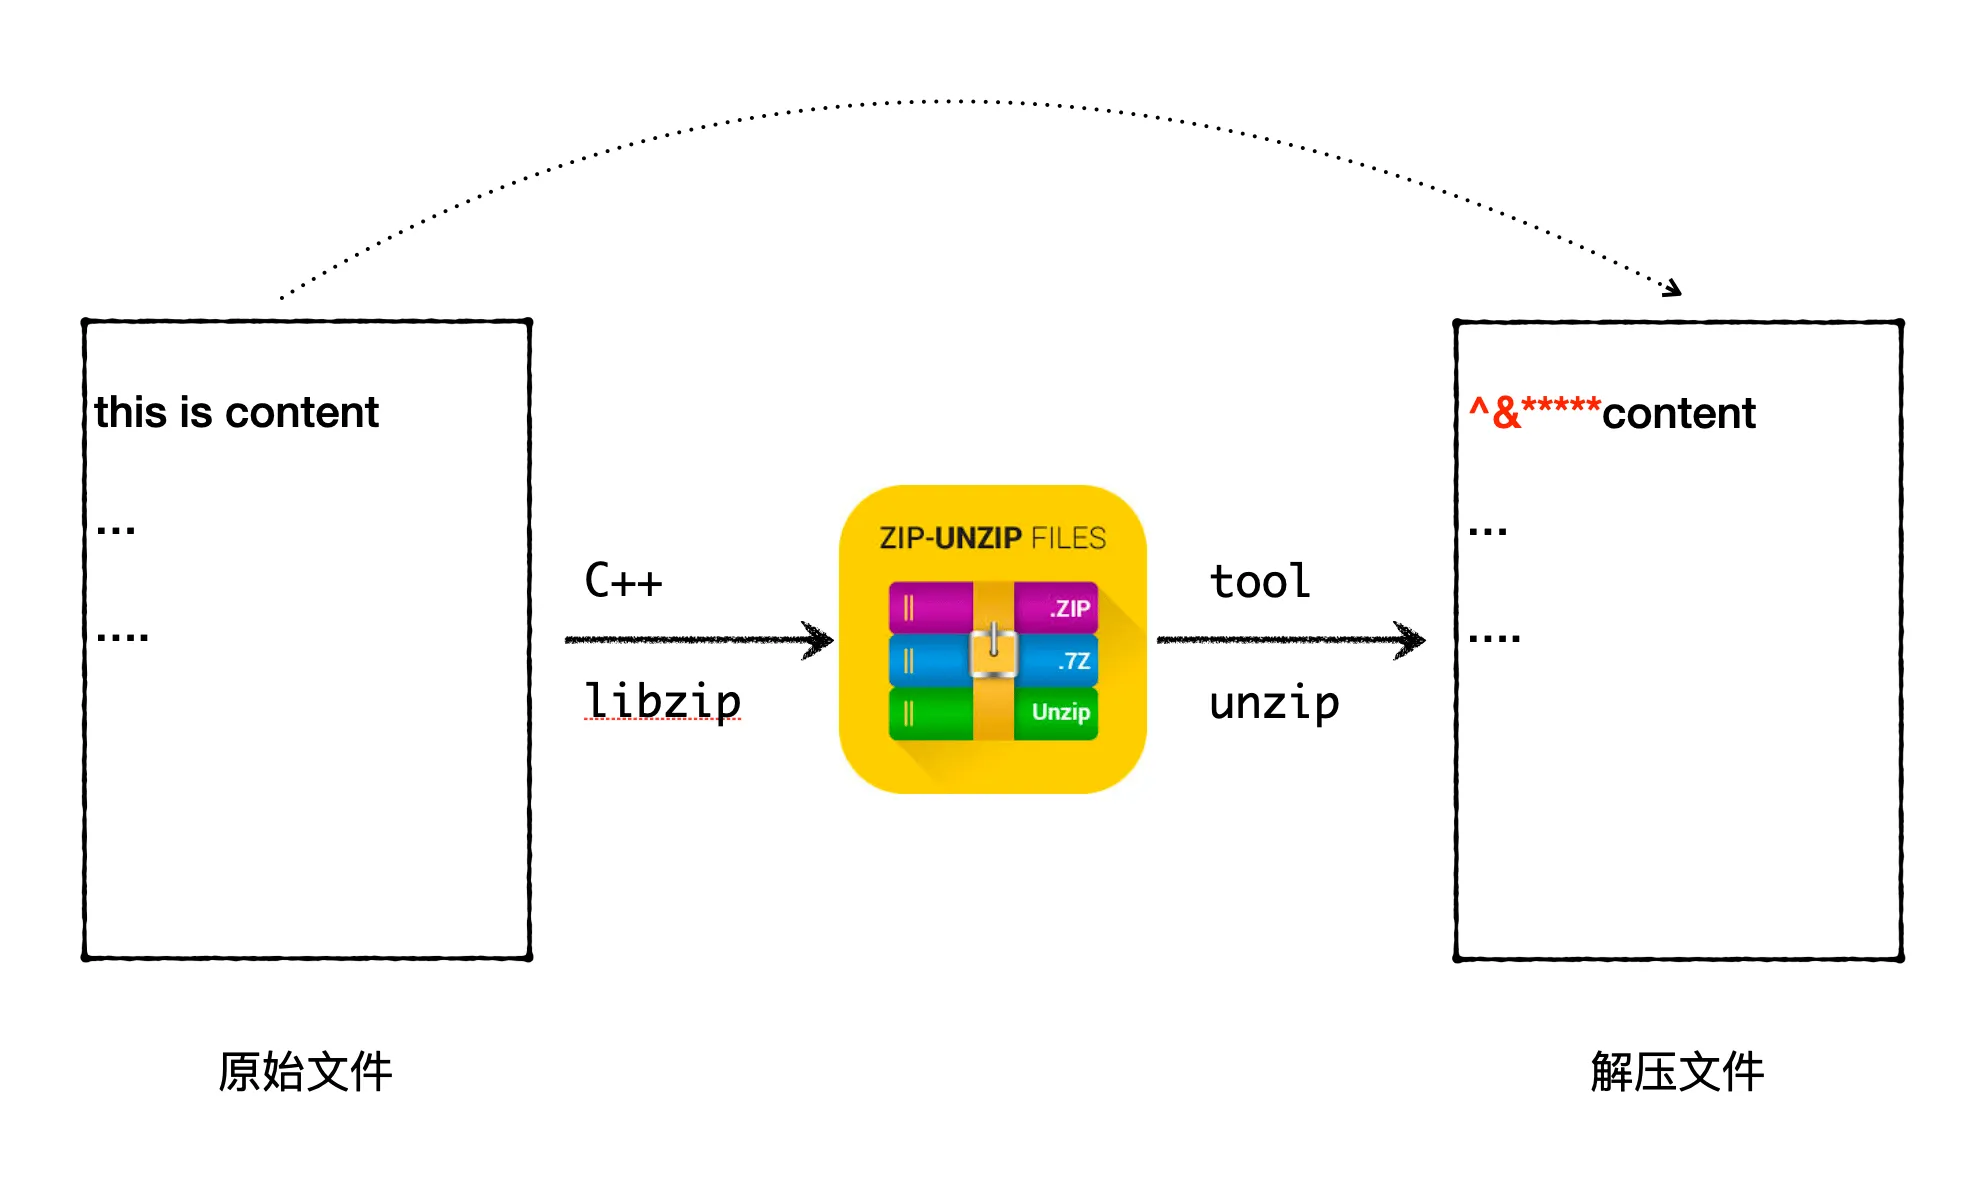 this is content
...
....
C++
libzip
ZIP-UNZIP FILES
.ZIP
.7Z
Unzip
tool
unzip
^&*****content
...
....
原始文件
解压文件